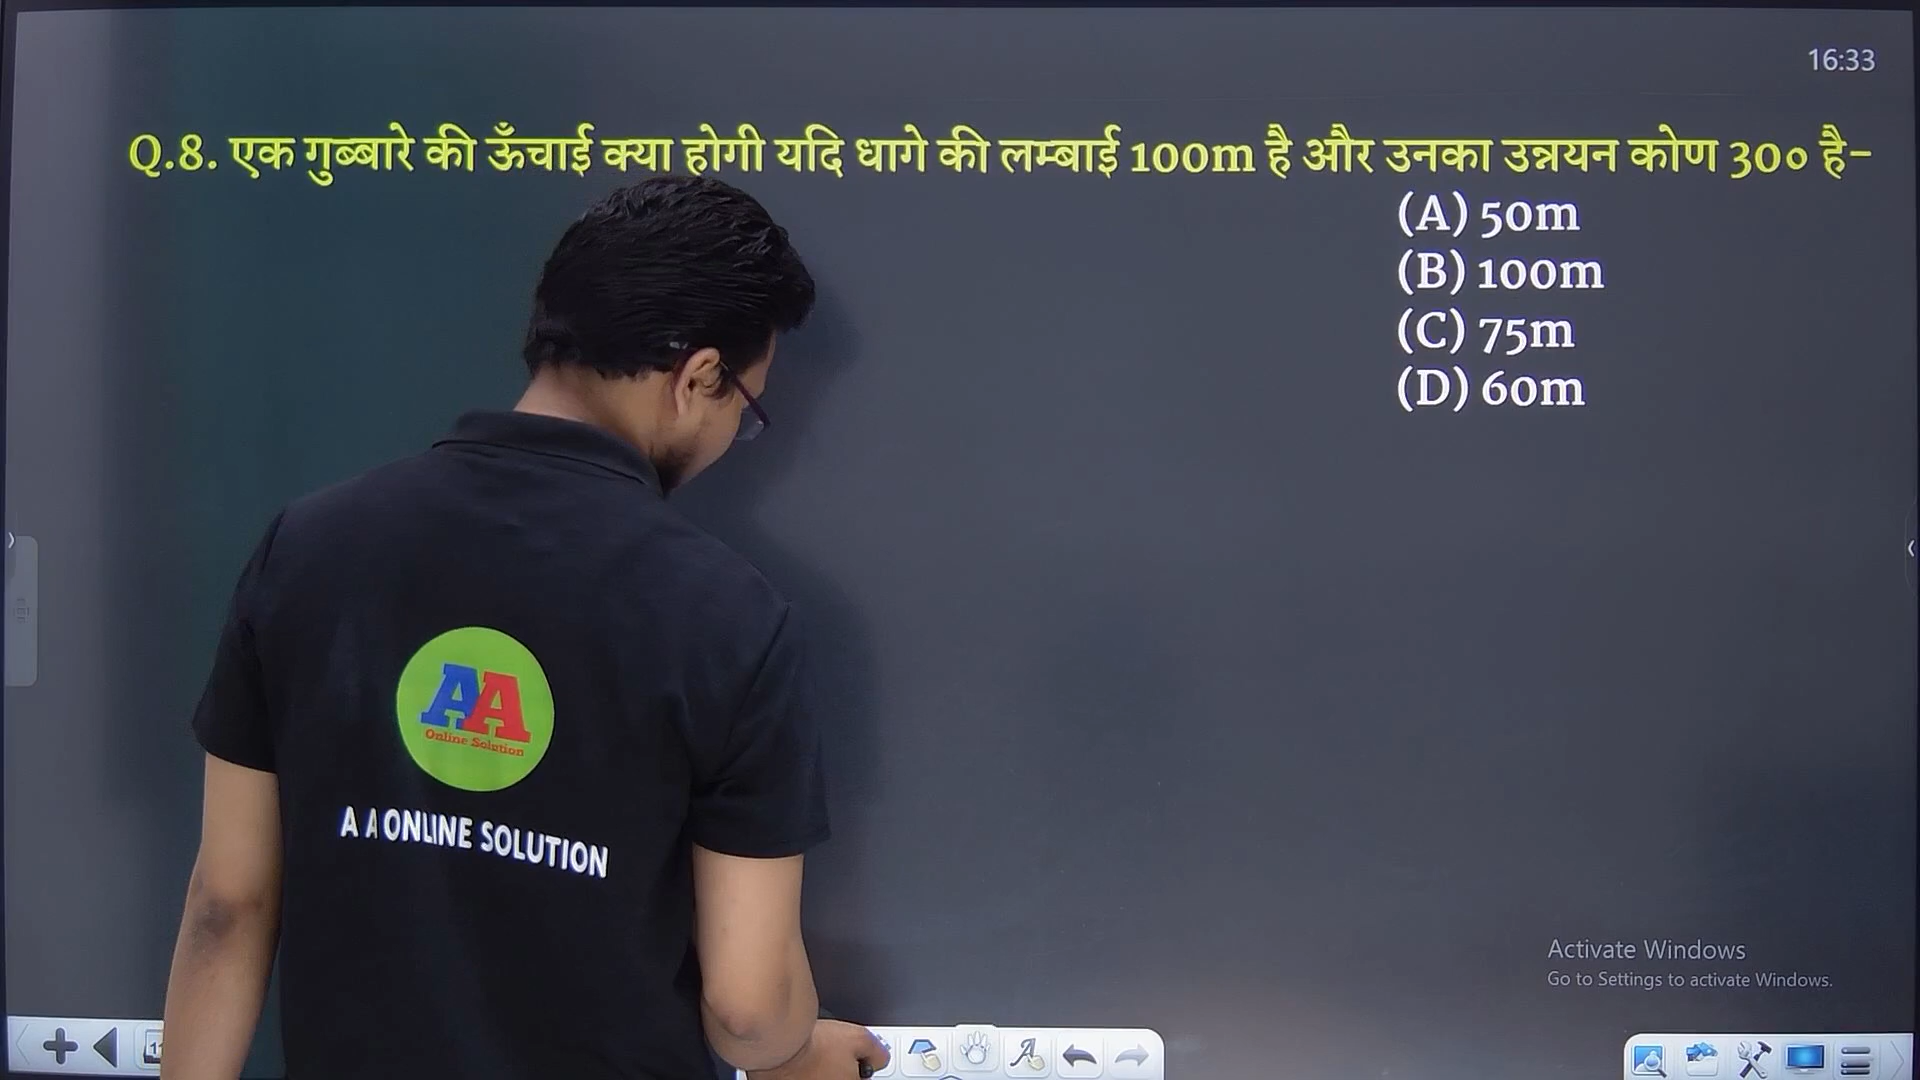 16:33
Q.8. एक गुब्बारे की ऊँचाई क्या होगी यदि धागे की लम्बाई 100m है और उनका उन्नयन कोण 30० है-
(A) 50m
(B) 100m
(C) 75m
(D) 60m
AA
Online Solution
A A ONLINE SOLUTION
Activate Windows
Go to Settings to activate Windows.